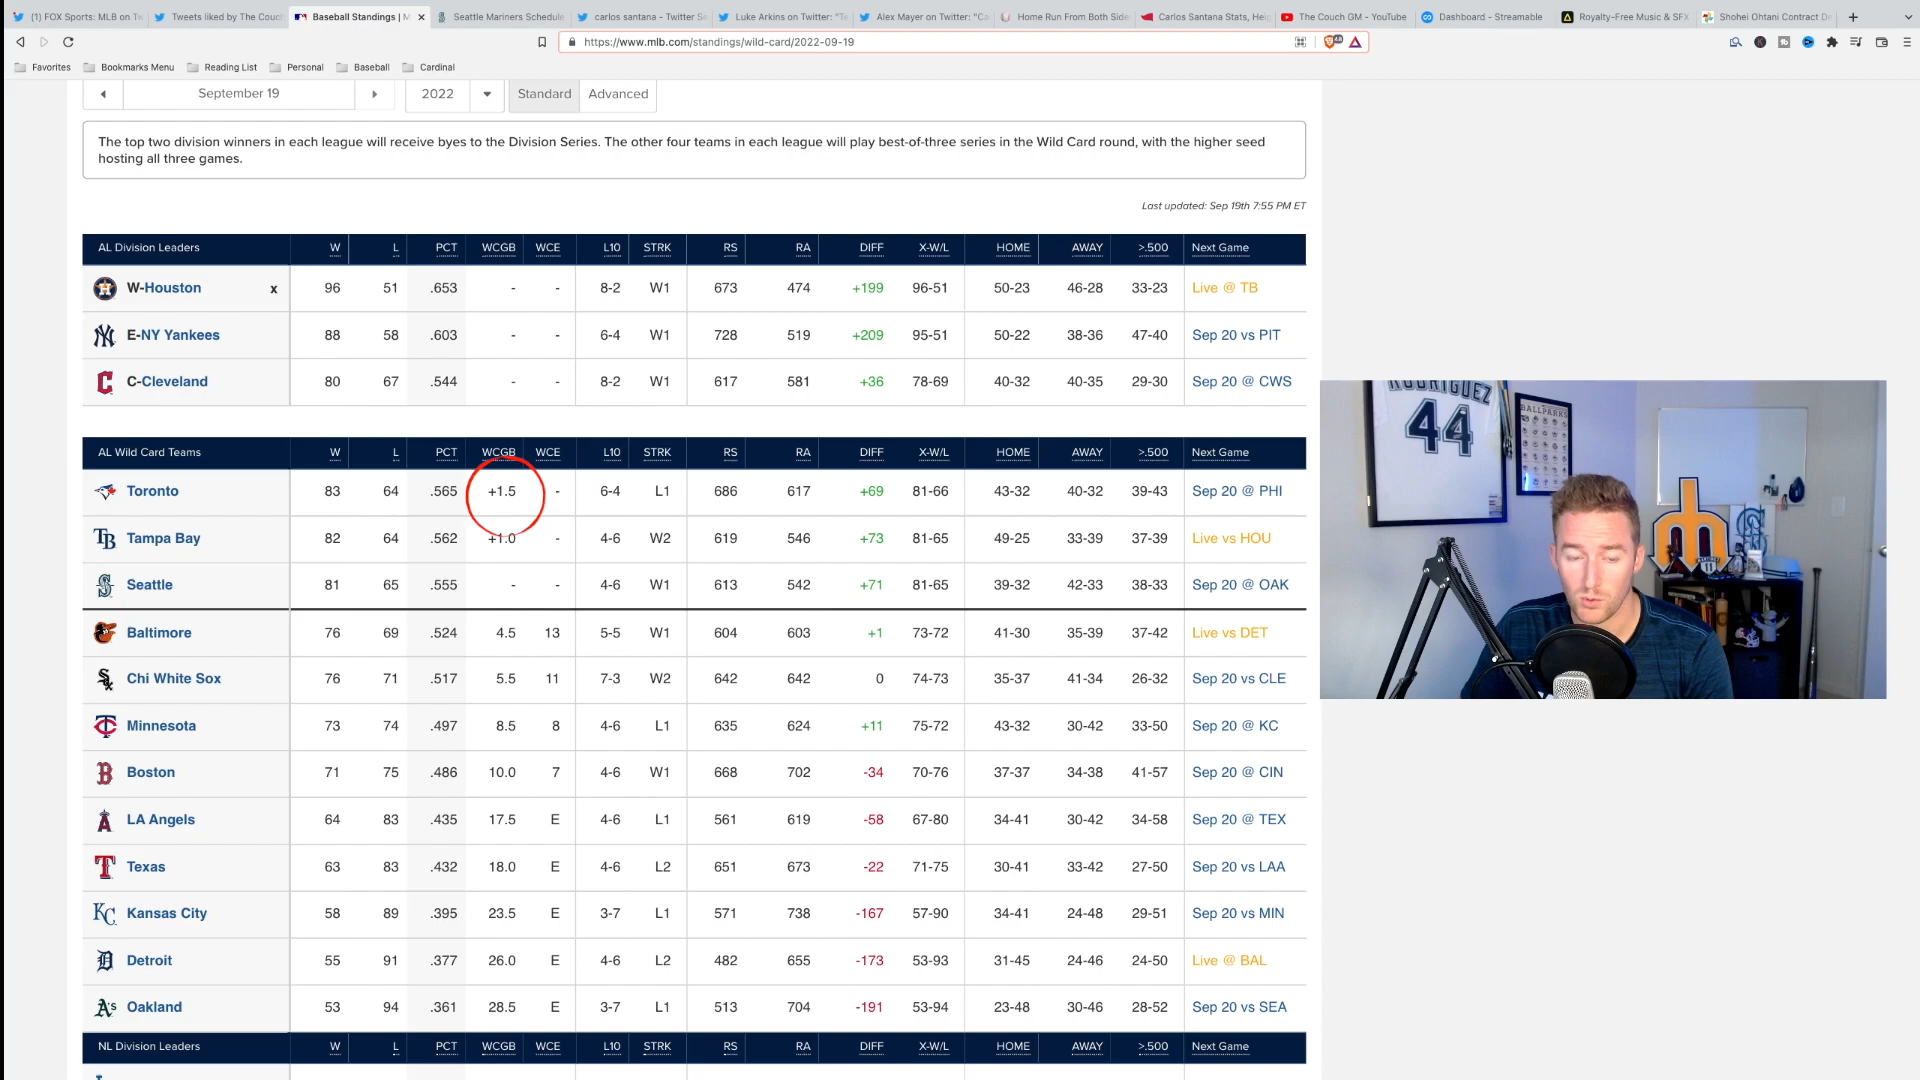 (1) FOX Sports: MLB on Tw
Tweets liked by The Couc
Baseball Standings | M
Seattle Mariners Schedule
carlos santana - Twitter Se
Luke Arkins on Twitter: "Te
Alex Mayer on Twitter: "Ca
Home Run From Both Side
Carlos Santana Stats, Hei
The Couch GM - YouTube
Dashboard - Streamable
Royalty-Free Music & SFX
Shohei Ohtani Contract De
https://www.mlb.com/standings/wild-card/2022-09-19
Favorites Bookmarks Menu Reading List Personal Baseball Cardinal
September 19 2022 Standard Advanced
The top two division winners in each league will receive byes to the Division Series. The other four teams in each league will play best-of-three series in the Wild Card round, with the higher seed
hosting all three games.
Last updated: Sep 19th 7:55 PM ET
AL Division Leaders W L PCT WCGB WCE L10 STRK RS RA DIFF X-W/L HOME AWAY >.500 Next Game
W-Houston x 96 51 .653 - - 8-2 W1 673 474 +199 96-51 50-23 46-28 33-23 Live @ TB
E-NY Yankees 88 58 .603 - - 6-4 W1 728 519 +209 95-51 50-22 38-36 47-40 Sep 20 vs PIT
C-Cleveland 80 67 .544 - - 8-2 W1 617 581 +36 78-69 40-32 40-35 29-30 Sep 20 @ CWS
AL Wild Card Teams W L PCT WCGB WCE L10 STRK RS RA DIFF X-W/L HOME AWAY >.500 Next Game
Toronto 83 64 .565 +1.5 - 6-4 L1 686 617 +69 81-66 43-32 40-32 39-43 Sep 20 @ PHI
Tampa Bay 82 64 .562 +1.0 - 4-6 W2 619 546 +73 81-65 49-25 33-39 37-39 Live vs HOU
Seattle 81 65 .555 - - 4-6 W1 613 542 +71 81-65 39-32 42-33 38-33 Sep 20 @ OAK
Baltimore 76 69 .524 4.5 13 5-5 W1 604 603 +1 73-72 41-30 35-39 37-42 Live vs DET
Chi White Sox 76 71 .517 5.5 11 7-3 W2 642 642 0 74-73 35-37 41-34 26-32 Sep 20 vs CLE
Minnesota 73 74 .497 8.5 8 4-6 L1 635 624 +11 75-72 43-32 30-42 33-50 Sep 20 @ KC
Boston 71 75 .486 10.0 7 4-6 W1 668 702 -34 70-76 37-37 34-38 41-57 Sep 20 @ CIN
LA Angels 64 83 .435 17.5 E 4-6 L1 561 619 -58 67-80 34-41 30-42 34-58 Sep 20 @ TEX
Texas 63 83 .432 18.0 E 4-6 L2 651 673 -22 71-75 30-41 33-42 27-50 Sep 20 vs LAA
Kansas City 58 89 .395 23.5 E 3-7 L1 571 738 -167 57-90 34-41 24-48 29-51 Sep 20 vs MIN
Detroit 55 91 .377 26.0 E 4-6 L2 482 655 -173 53-93 31-45 24-46 24-50 Live @ BAL
Oakland 53 94 .361 28.5 E 3-7 L1 513 704 -191 53-94 23-48 30-46 28-52 Sep 20 vs SEA
NL Division Leaders W L PCT WCGB WCE L10 STRK RS RA DIFF X-W/L HOME AWAY >.500 Next Game
RODRIGUEZ
44
BALLPARKS